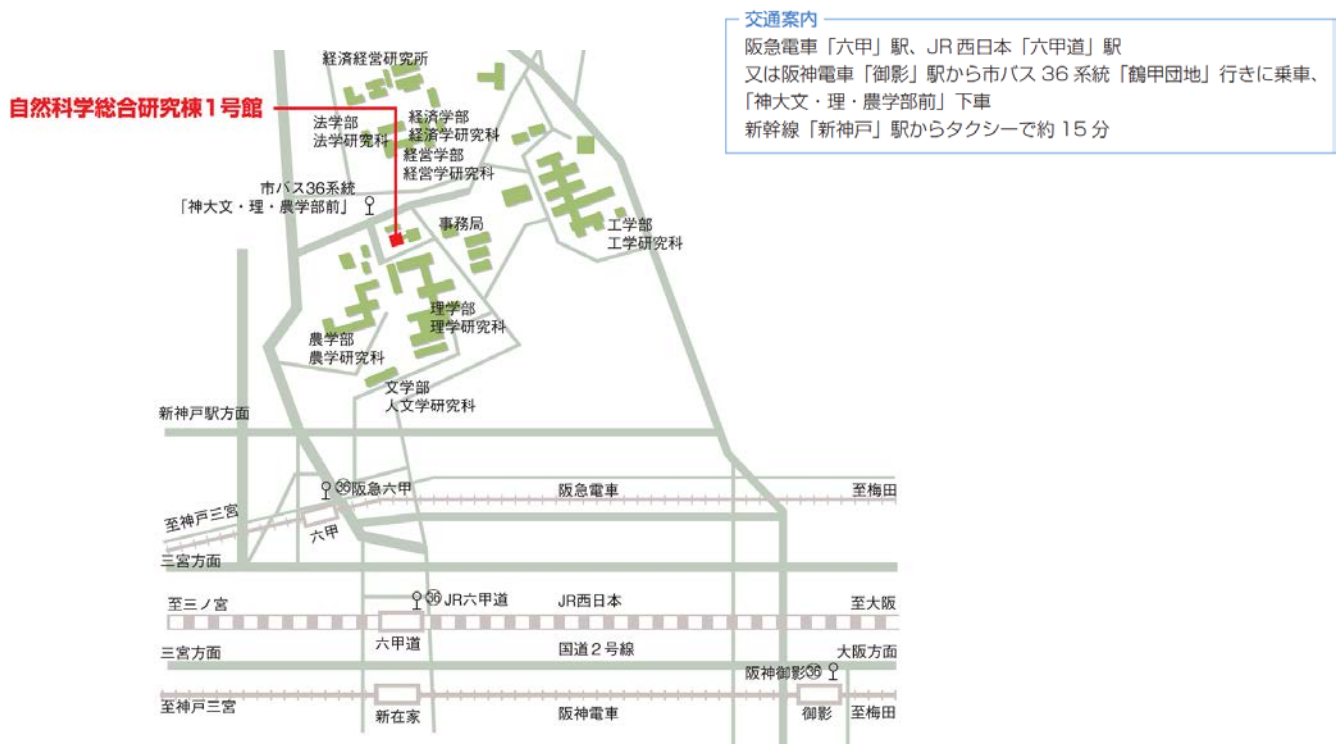 交通案内
阪急電車「六甲」駅、JR西日本「六甲道」駅
又は阪神電車「御影」駅から市バス36系統「鶴甲団地」行きに乗車、
「神大文・理・農学部前」下車
新幹線「新神戸」駅からタクシーで約15分
経済経営研究所
自然科学総合研究棟1号館
法学部
法学研究科
経済学部
経済学研究科
経営学部
経営学研究科
市バス36系統
「神大文・理・農学部前」
事務局
工学部
工学研究科
理学部
理学研究科
農学部
農学研究科
文学部
人文学研究科
新神戸駅方面
㊱阪急六甲
阪急電車
至梅田
至神戸三宮
六甲
三宮方面
㊱JR六甲道
JR西日本
至三ノ宮
至大阪
六甲道
国道2号線
三宮方面
大阪方面
阪神御影㊱
至神戸三宮
新在家
阪神電車
御影
至梅田